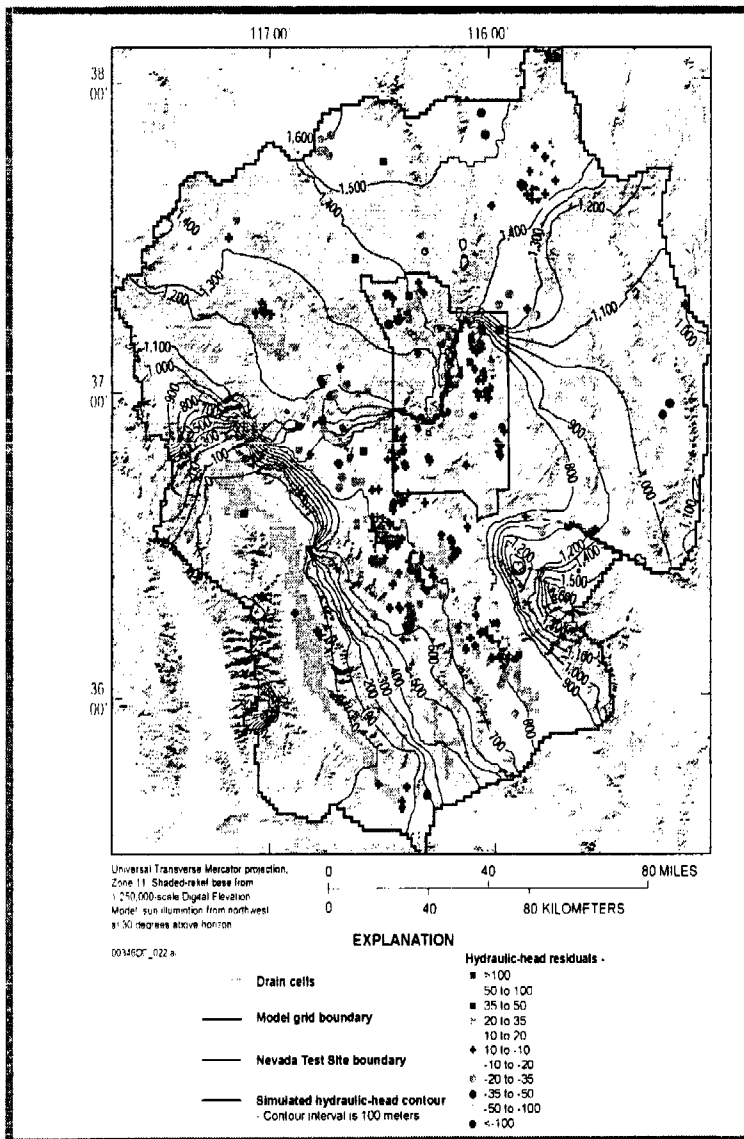 117 00' 116 00'
38 00'
37 00'
36 00'
1,600
1,500
1,400
1,400
1,300
1,200
1,200
1,300
1,400
1,100
1,000
1,100
1,000
900
800
900
800
1,000
1,100
1,200
1,500
600
400
300
200
500
700
800
1,000
Universal Transverse Mercator projection,
Zone 11. Shaded-relief base from
1:250,000-scale Digital Elevation
Model, sun illumintion from northwest
at 30 degrees above horizon
0 40 80 MILES
0 40 80 KILOMETERS
EXPLANATION
Drain cells
Model grid boundary
Nevada Test Site boundary
Simulated hydraulic-head contour
- Contour interval is 100 meters
Hydraulic-head residuals -
>100
50 to 100
35 to 50
20 to 35
10 to 20
10 to -10
-10 to -20
-20 to -35
-35 to -50
-50 to -100
<-100